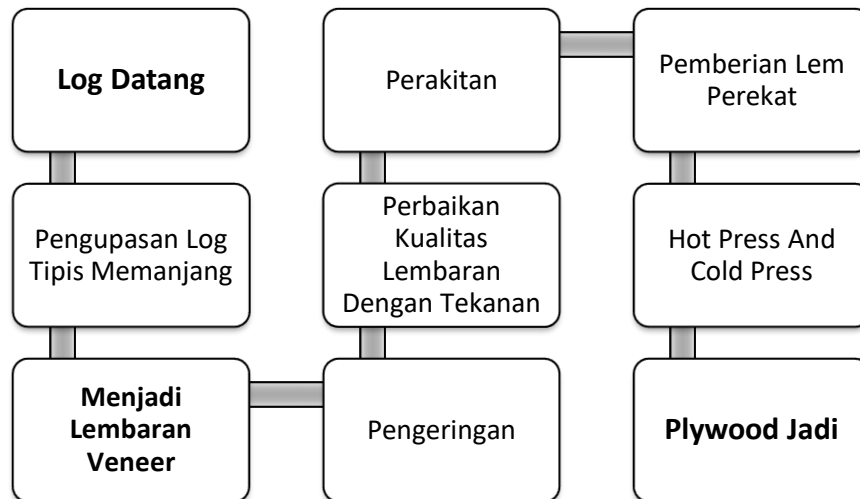 Log Datang
Pengupasan Log
Tipis Memanjang
Menjadi
Lembaran
Veneer
Pengeringan
Perbaikan
Kualitas
Lembaran
Dengan Tekanan
Perakitan
Pemberian Lem
Perekat
Hot Press And
Cold Press
Plywood Jadi